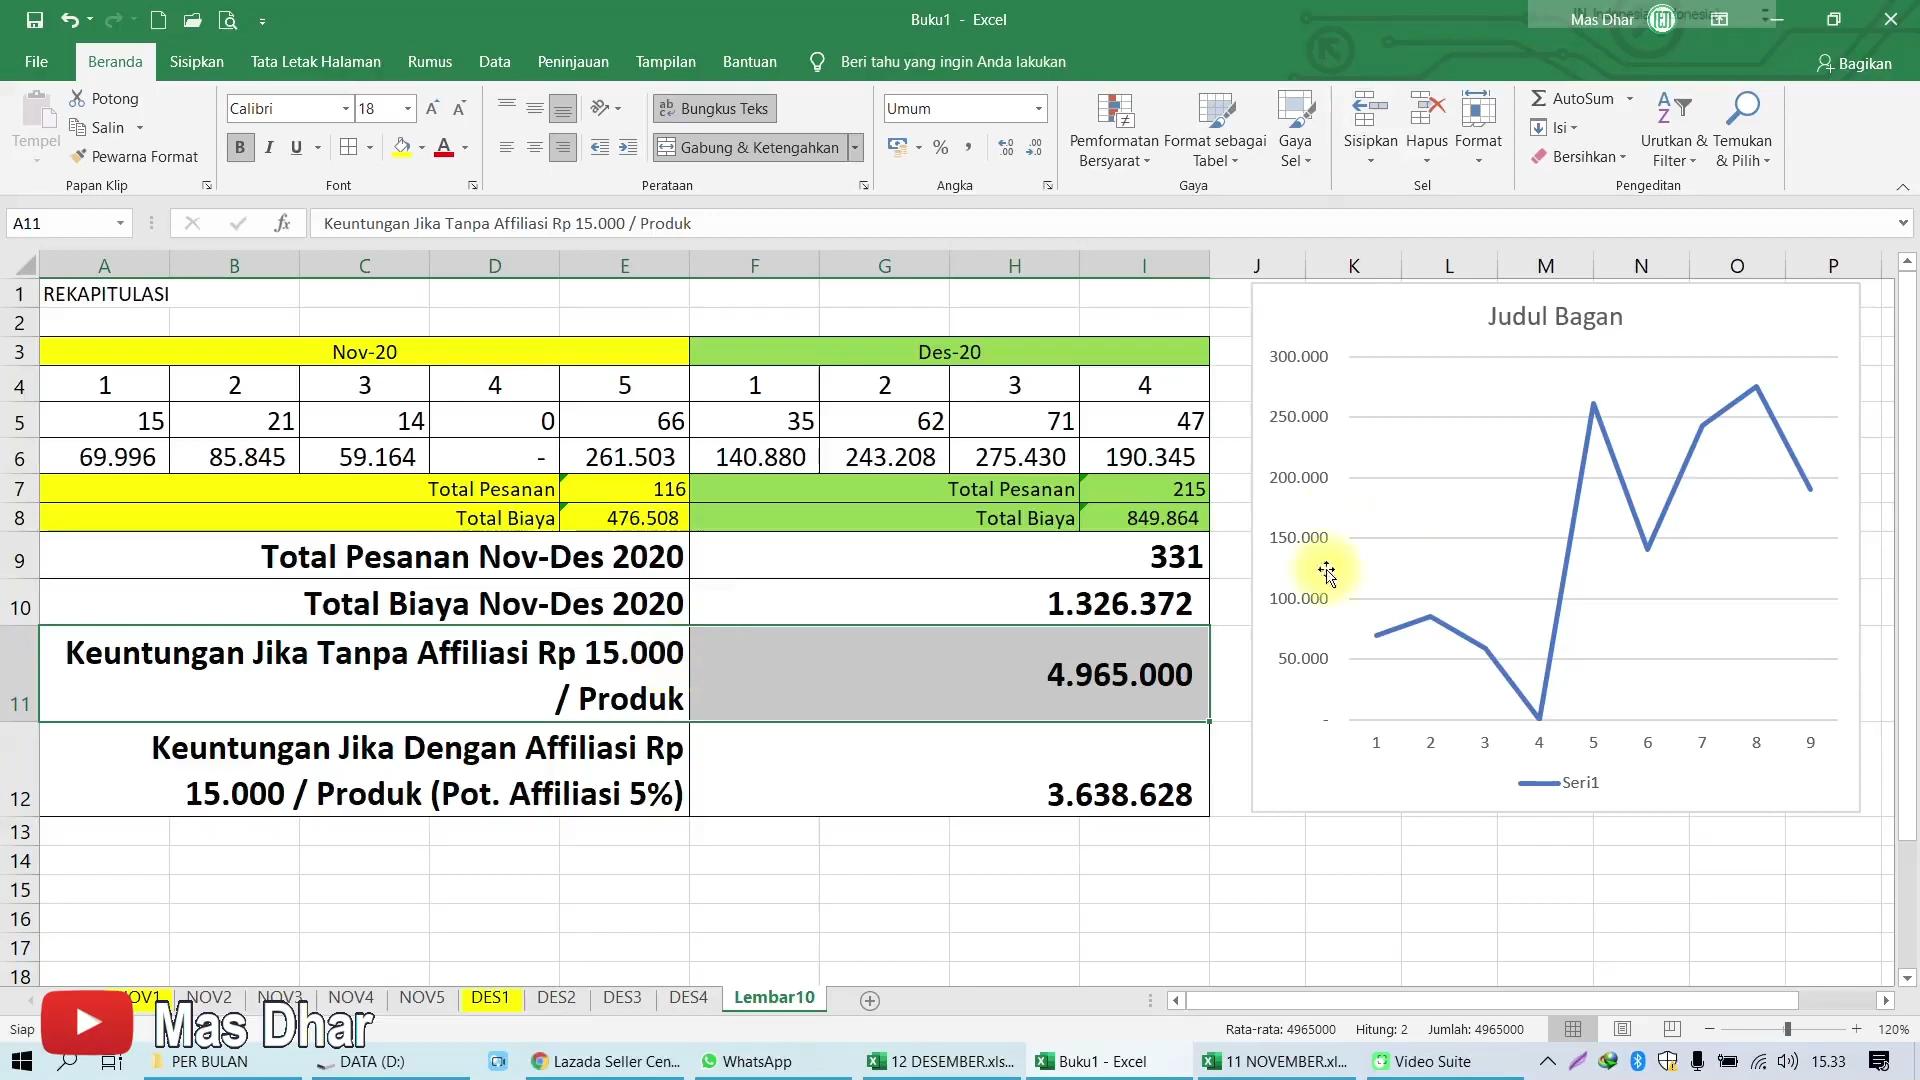 Buku1 - Excel
Mas Dhar
File Beranda Sisipkan Tata Letak Halaman Rumus Data Peninjauan Tampilan Bantuan Beri tahu yang ingin Anda lakukan Bagikan
Tempel
Potong
Salin
Pewarna Format
Papan Klip
Calibri 18
B I U
Font
Bungkus Teks
Gabung & Ketengahkan
Perataan
Umum
Angka
Pemformatan Bersyarat
Format sebagai Tabel
Gaya Sel
Gaya
Sisipkan Hapus Format
Sel
AutoSum
Isi
Bersihkan
Urutkan & Filter
Temukan & Pilih
Pengeditan
A11 fx Keuntungan Jika Tanpa Affiliasi Rp 15.000 / Produk
A B C D E F G H I J K L M N O P
1 REKAPITULASI
2
3 Nov-20 Des-20
4 1 2 3 4 5 1 2 3 4
5 15 21 14 0 66 35 62 71 47
6 69.996 85.845 59.164 - 261.503 140.880 243.208 275.430 190.345
7 Total Pesanan 116 Total Pesanan 215
8 Total Biaya 476.508 Total Biaya 849.864
9 Total Pesanan Nov-Des 2020 331
10 Total Biaya Nov-Des 2020 1.326.372
Keuntungan Jika Tanpa Affiliasi Rp 15.000
11 / Produk 4.965.000
Keuntungan Jika Dengan Affiliasi Rp
12 15.000 / Produk (Pot. Affiliasi 5%) 3.638.628
13
14
15
16
17
18
Judul Bagan
300.000
250.000
200.000
150.000
100.000
50.000
-
1 2 3 4 5 6 7 8 9
Seri1
NOV2 NOV3 NOV4 NOV5 DES1 DES2 DES3 DES4 Lembar10
Mas Dhar
Siap Rata-rata: 4965000 Hitung: 2 Jumlah: 4965000 120%
PER BULAN DATA (D:) Lazada Seller Cen... WhatsApp 12 DESEMBER.xls... Buku1 - Excel 11 NOVEMBER.xl... Video Suite 15.33